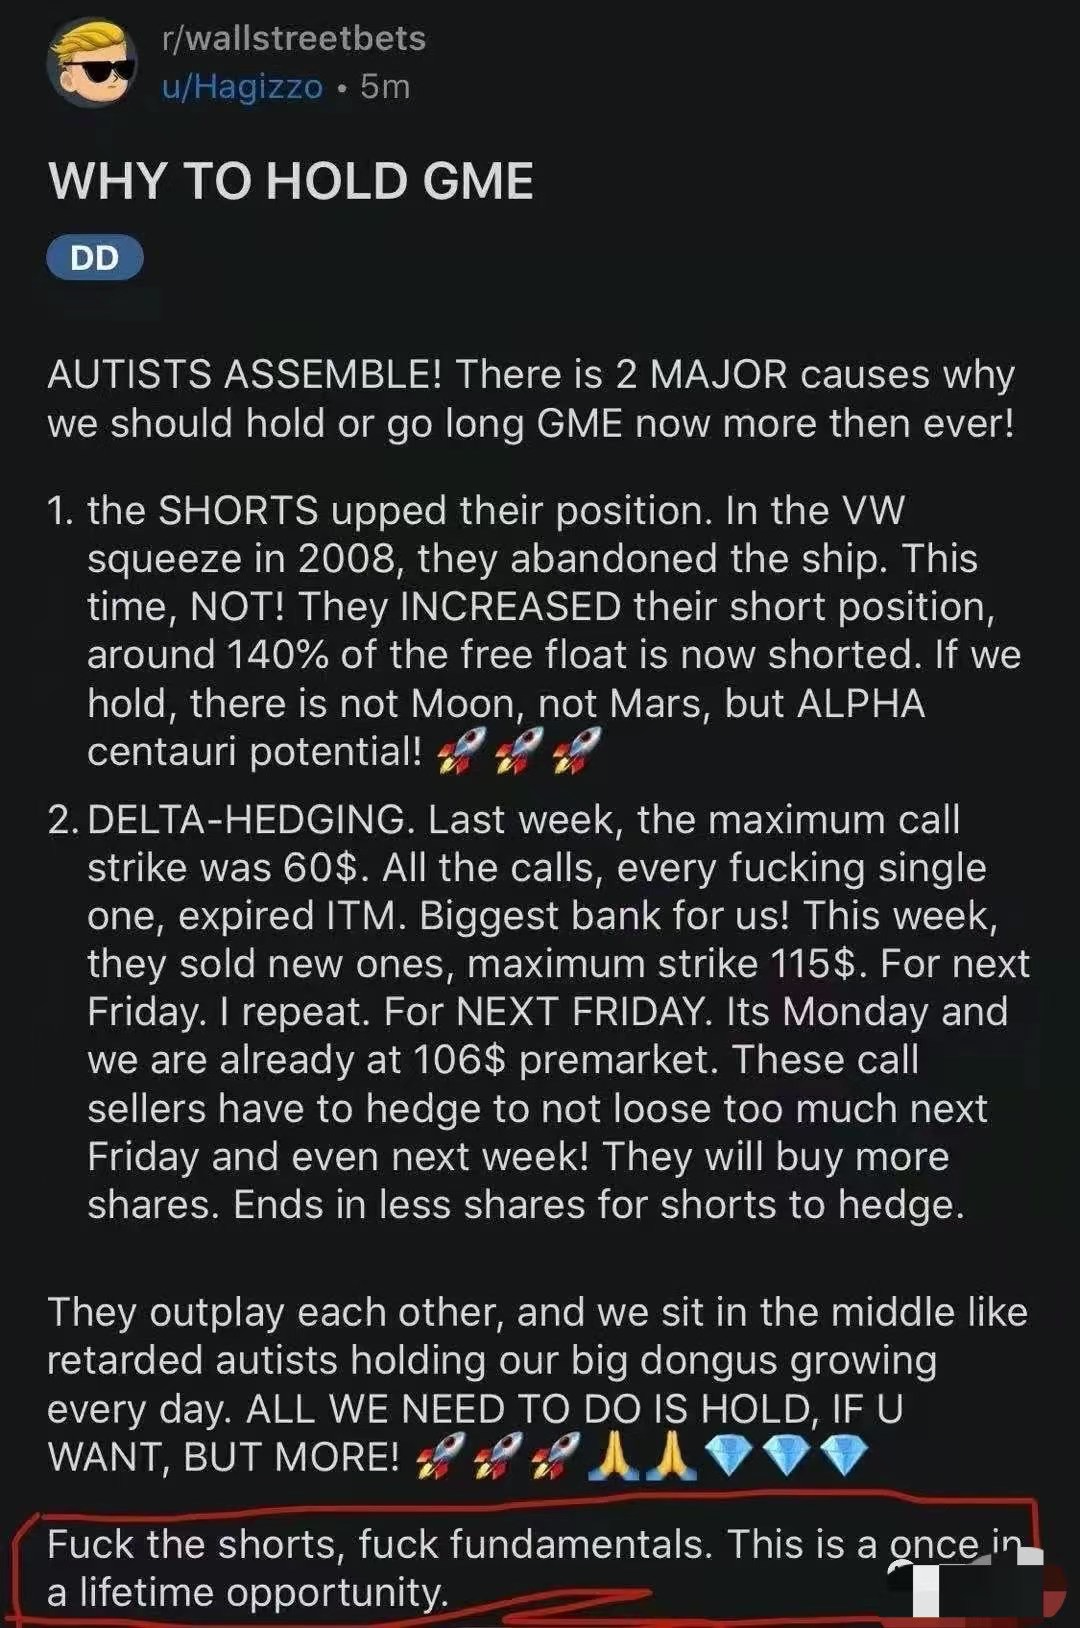 r/wallstreetbets
u/Hagizzo • 5m
WHY TO HOLD GME
DD
AUTISTS ASSEMBLE! There is 2 MAJOR causes why
we should hold or go long GME now more then ever!
1. the SHORTS upped their position. In the VW
squeeze in 2008, they abandoned the ship. This
time, NOT! They INCREASED their short position,
around 140% of the free float is now shorted. If we
hold, there is not Moon, not Mars, but ALPHA
centauri potential! 🚀🚀🚀
2. DELTA-HEDGING. Last week, the maximum call
strike was 60$. All the calls, every fucking single
one, expired ITM. Biggest bank for us! This week,
they sold new ones, maximum strike 115$. For next
Friday. I repeat. For NEXT FRIDAY. Its Monday and
we are already at 106$ premarket. These call
sellers have to hedge to not loose too much next
Friday and even next week! They will buy more
shares. Ends in less shares for shorts to hedge.
They outplay each other, and we sit in the middle like
retarded autists holding our big dongus growing
every day. ALL WE NEED TO DO IS HOLD, IF U
WANT, BUT MORE! 🚀🚀🚀🙏🙏💎💎💎
Fuck the shorts, fuck fundamentals. This is a once in
a lifetime opportunity.